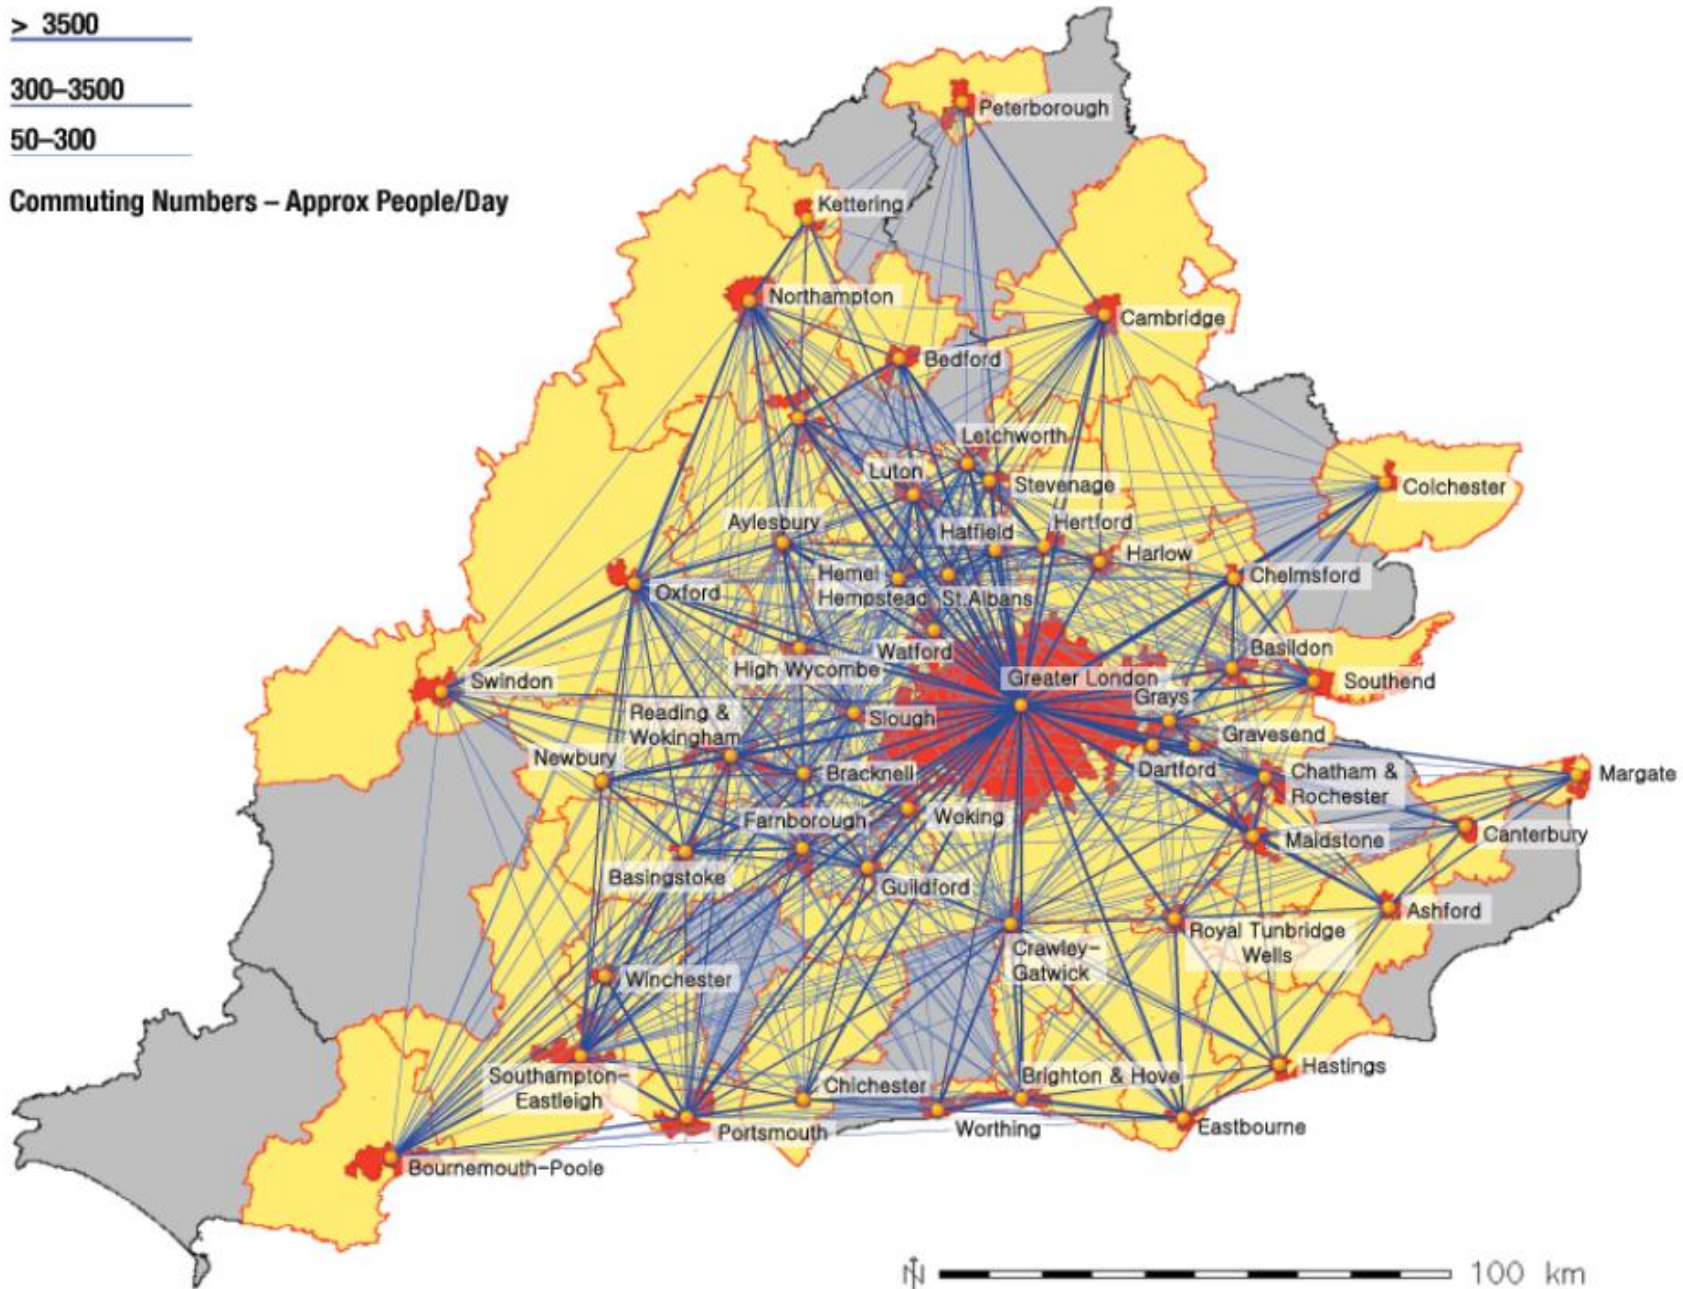 > 3500
300–3500
50–300
Commuting Numbers – Approx People/Day
Peterborough
Kettering
Northampton
Cambridge
Bedford
Letchworth
Luton
Stevenage
Colchester
Aylesbury
Hatfield
Hertford
Harlow
Hemel
Hempstead
St.Albans
Chelmsford
Oxford
Watford
High Wycombe
Basildon
Swindon
Greater London
Southend
Grays
Reading &
Wokingham
Slough
Gravesend
Newbury
Bracknell
Dartford
Chatham &
Rochester
Margate
Farnborough
Woking
Maidstone
Canterbury
Basingstoke
Guildford
Ashford
Royal Tunbridge
Wells
Crawley–
Gatwick
Winchester
Hastings
Southampton–
Eastleigh
Chichester
Brighton & Hove
Portsmouth
Worthing
Eastbourne
Bournemouth–Poole
N
100 km